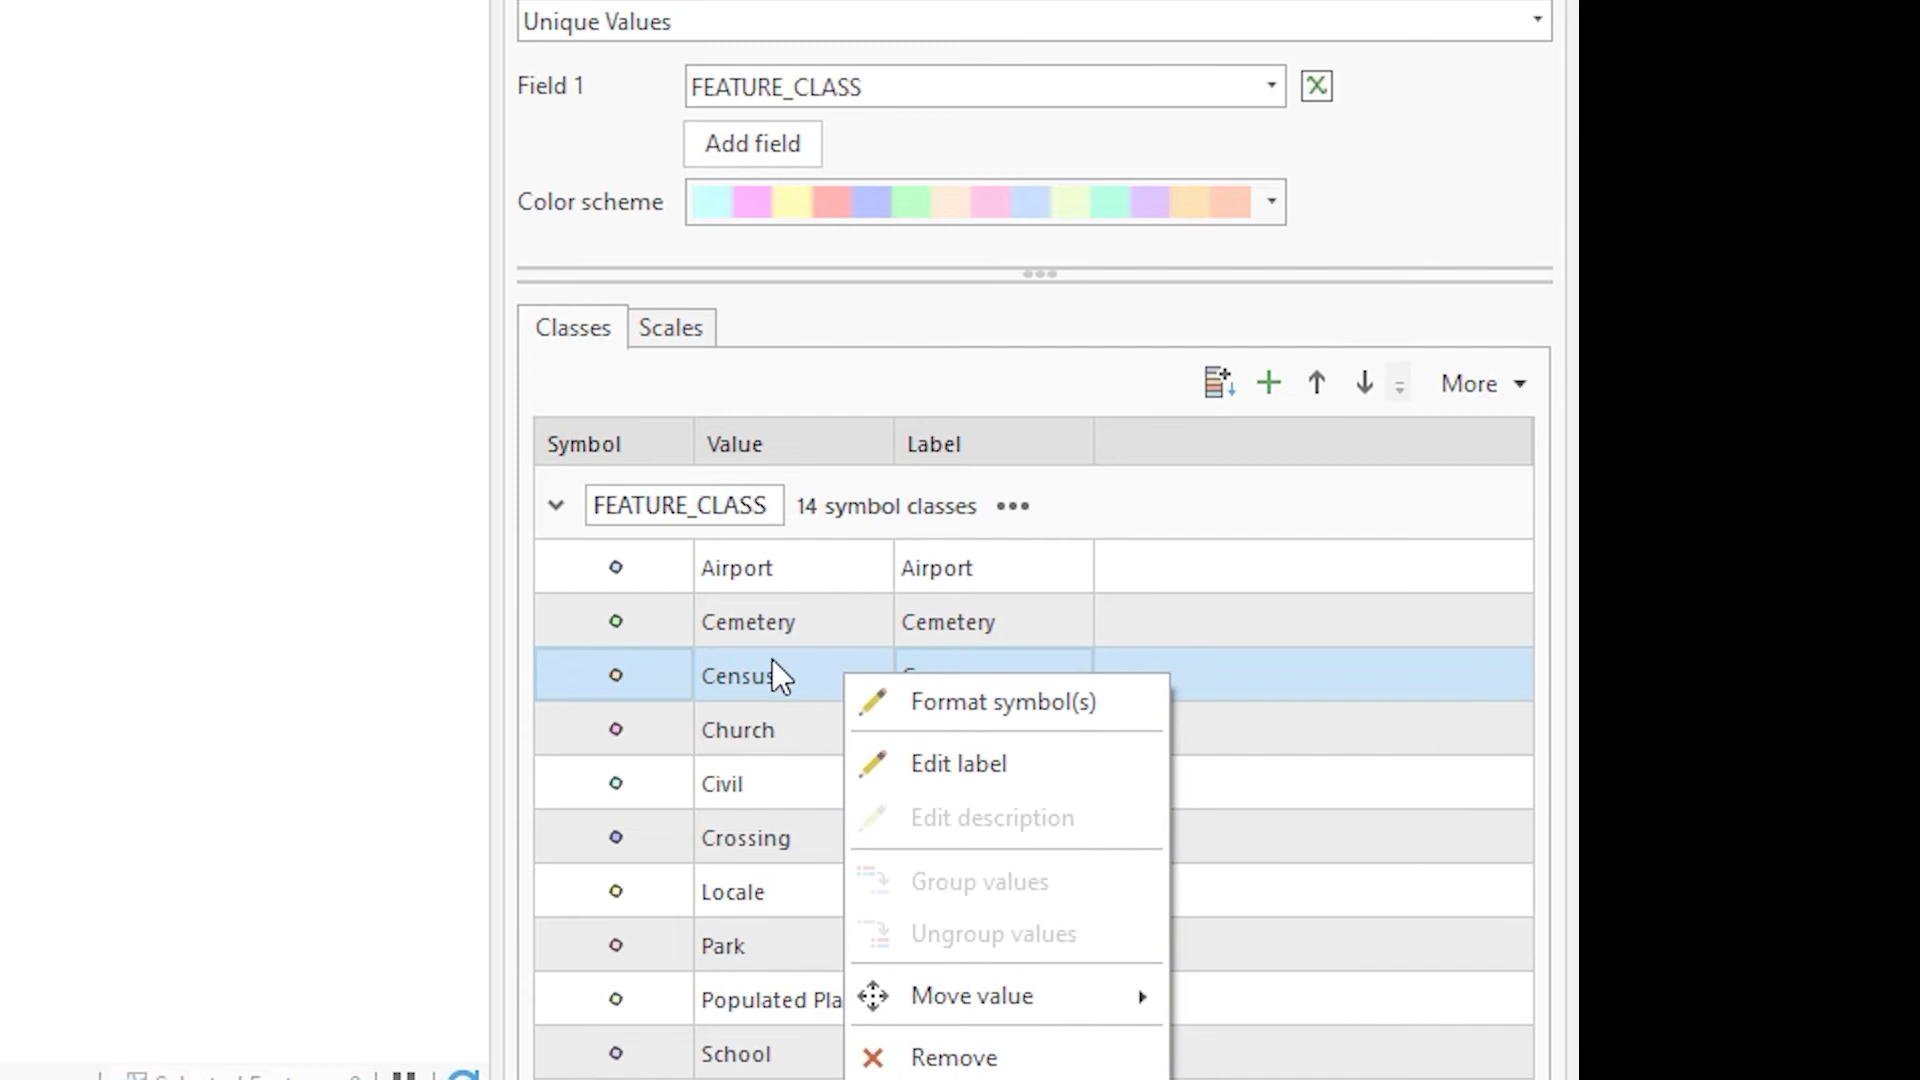 Unique Values
Field 1
FEATURE_CLASS
Add field
Color scheme
Classes
Scales
More
Symbol
Value
Label
FEATURE_CLASS
14 symbol classes
Airport
Airport
Cemetery
Cemetery
Census
Format symbol(s)
Church
Edit label
Civil
Edit description
Crossing
Group values
Locale
Ungroup values
Park
Move value
Populated Pla
School
Remove